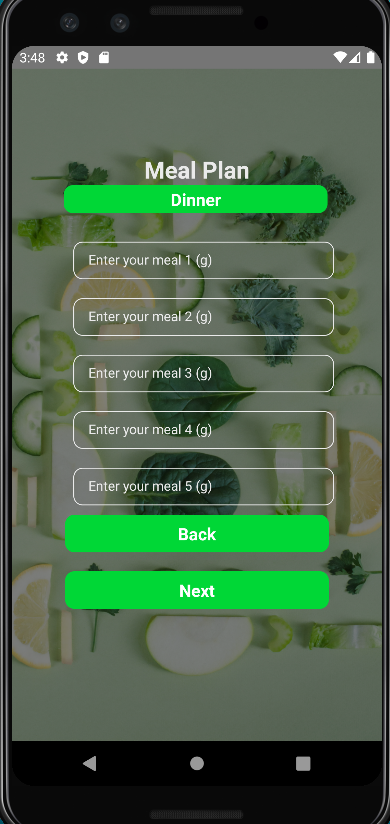 3:48
Meal Plan
Dinner
Enter your meal 1 (g)
Enter your meal 2 (g)
Enter your meal 3 (g)
Enter your meal 4 (g)
Enter your meal 5 (g)
Back
Next